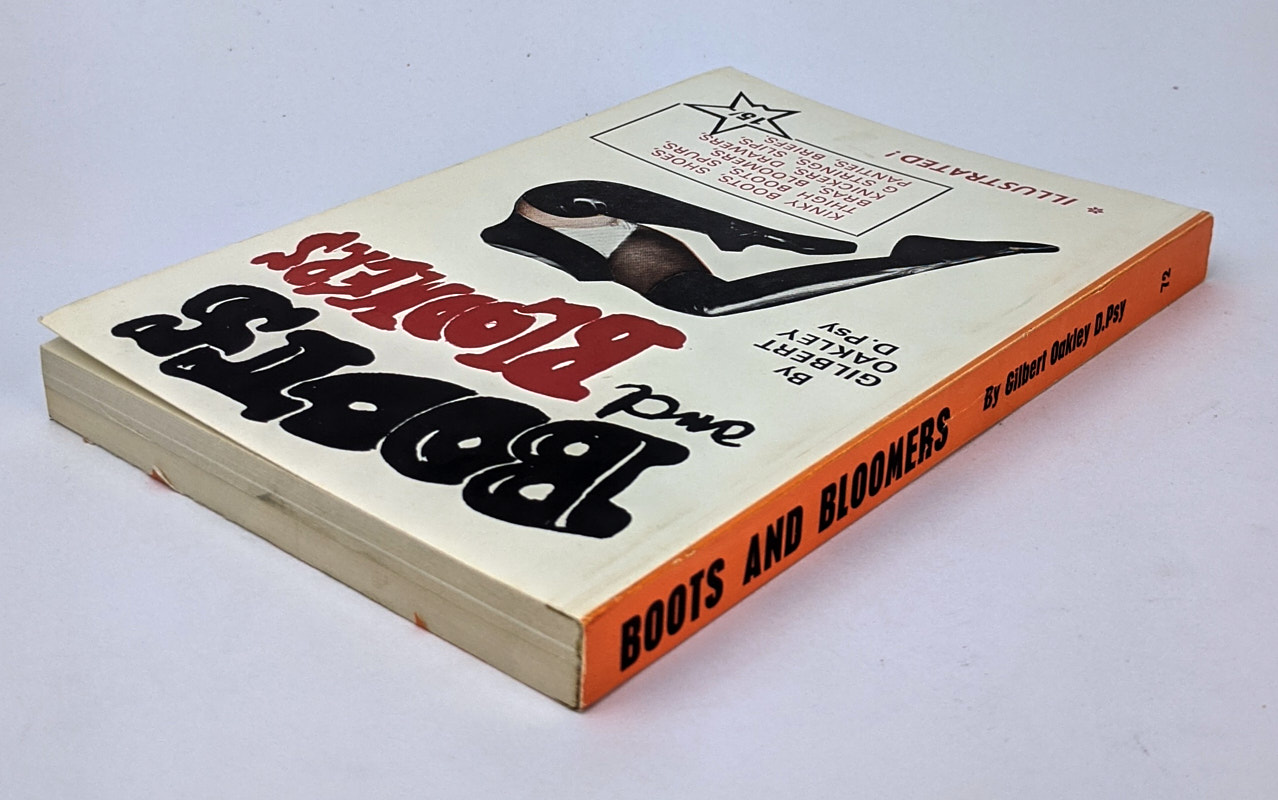 BOOTS
and
BLOOMERS
BY
GILBERT
OAKLEY
D.Psy
KINKY BOOTS, SHOES
THIGH BOOTS, SPURS,
BRAS, BLOOMERS,
KNICKERS, DRAWERS,
G STRINGS, SLIPS,
PANTIES, BRIEFS.
15/
* ILLUSTRATED!
BOOTS AND BLOOMERS By Gilbert Oakley D.Psy 72